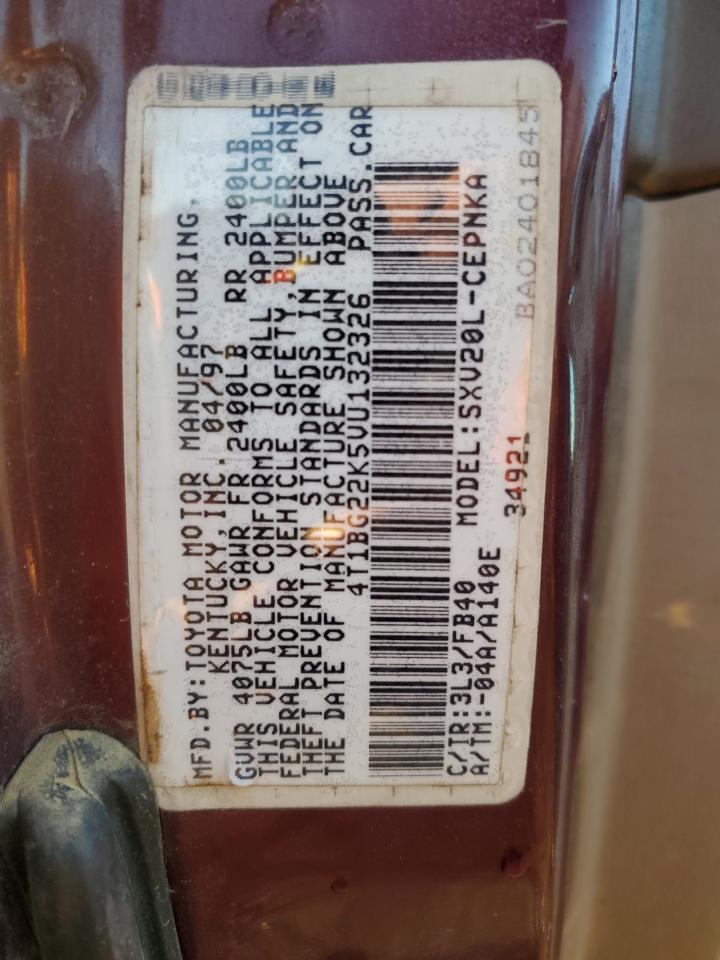 MFD.BY:TOYOTA MOTOR MANUFACTURING,
KENTUCKY,INC. 04/97
GVWR 4075LB GAWR FR 2400LB RR 2400LB
THIS VEHICLE CONFORMS TO ALL APPLICABLE
FEDERAL MOTOR VEHICLE SAFETY,BUMPER AND
THEFT PREVENTION STANDARDS IN EFFECT ON
THE DATE OF MANUFACTURE SHOWN ABOVE
4T1BG22K5VU132326 PASS.CAR
C/TR:3L3/FB40 MODEL:SXV20L-CEPNKA
A/TM:-04A/A140E 34921
BA02401845